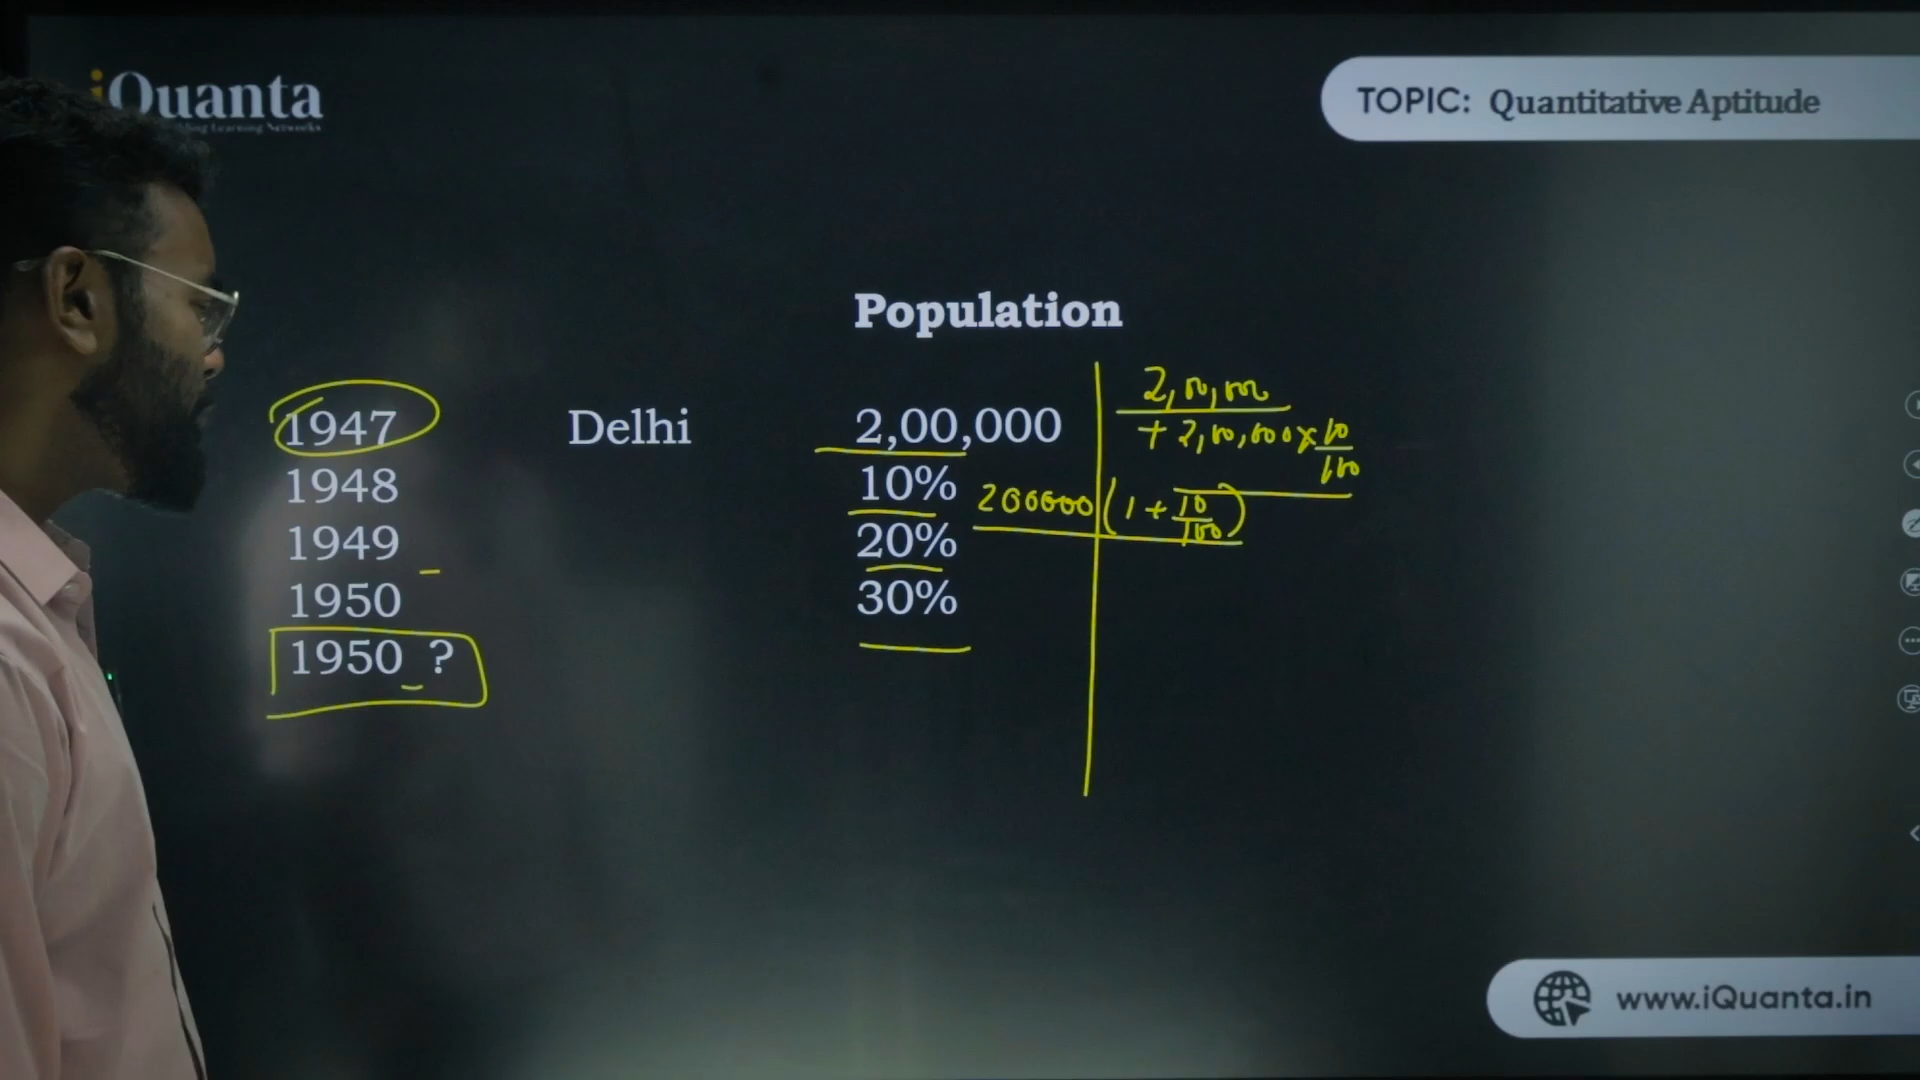 iQuanta
TOPIC: Quantitative Aptitude
Population
1947 Delhi 2,00,000
1948 10%
1949 20%
1950 30%
1950 ?
2,00,000
+ 2,00,000 x 10/100
200000 (1 + 10/100)
www.iQuanta.in